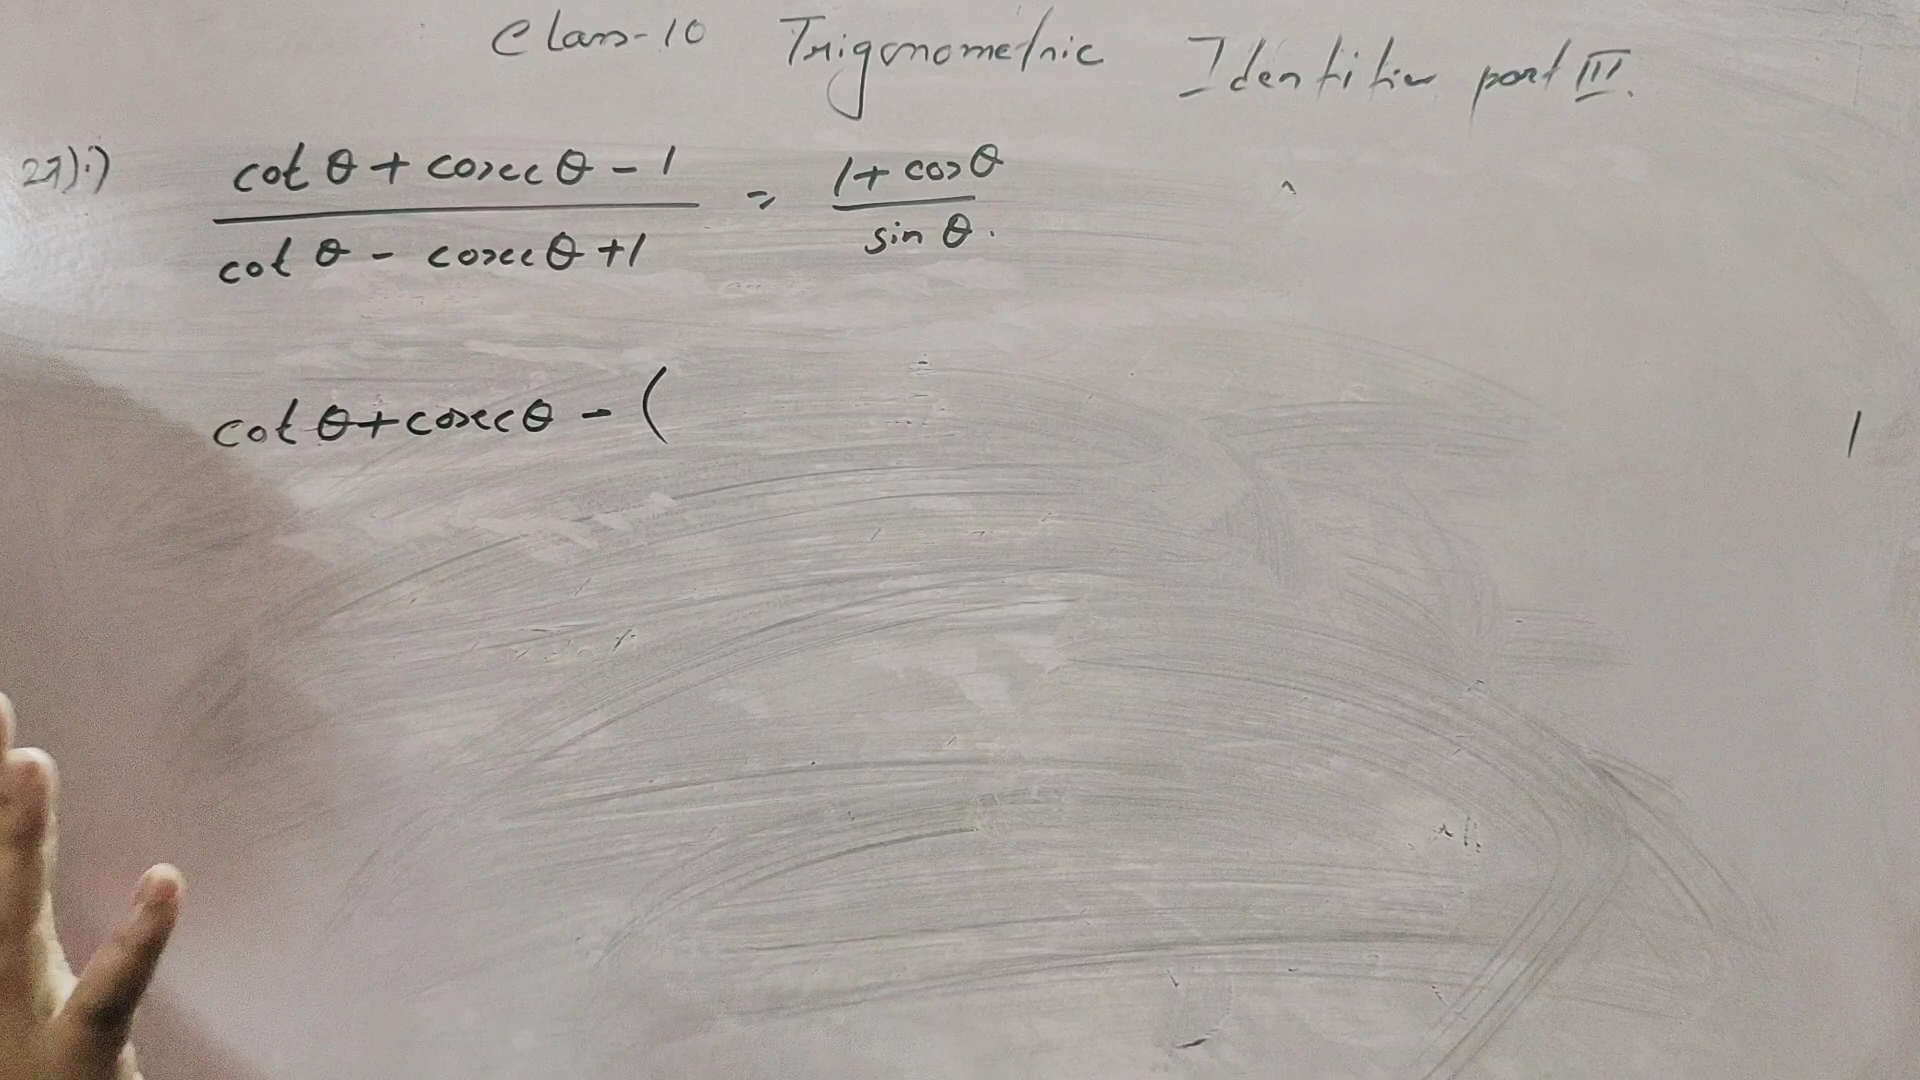 Class-10 Trigonometric Identities part III.
27)i) cot θ + cosec θ - 1 / cot θ - cosec θ + 1 = 1 + cos θ / sin θ.
cot θ + cosec θ - (